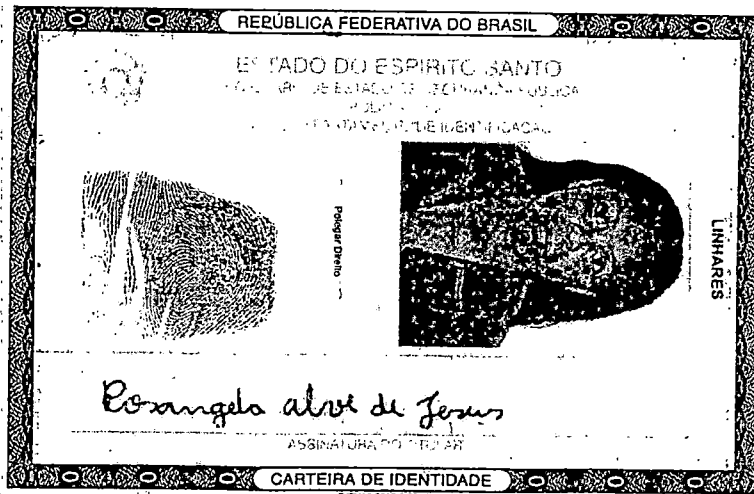 REPÚBLICA FEDERATIVA DO BRASIL
ESTADO DO ESPIRITO SANTO
Polegar Direito
LINHARES
Rosangela alve de Jesus
ASSINATURA DO TITULAR
CARTEIRA DE IDENTIDADE